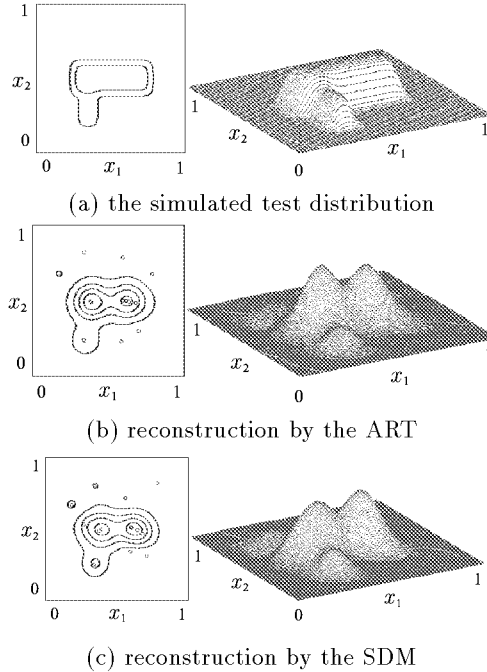 1
x2
0
0
x1
1
1
x2
0
x1
1
(a) the simulated test distribution
1
x2
0
0
x1
1
1
x2
0
x1
(b) reconstruction by the ART
1
x2
0
0
x1
1
1
x2
0
x1
1
(c) reconstruction by the SDM